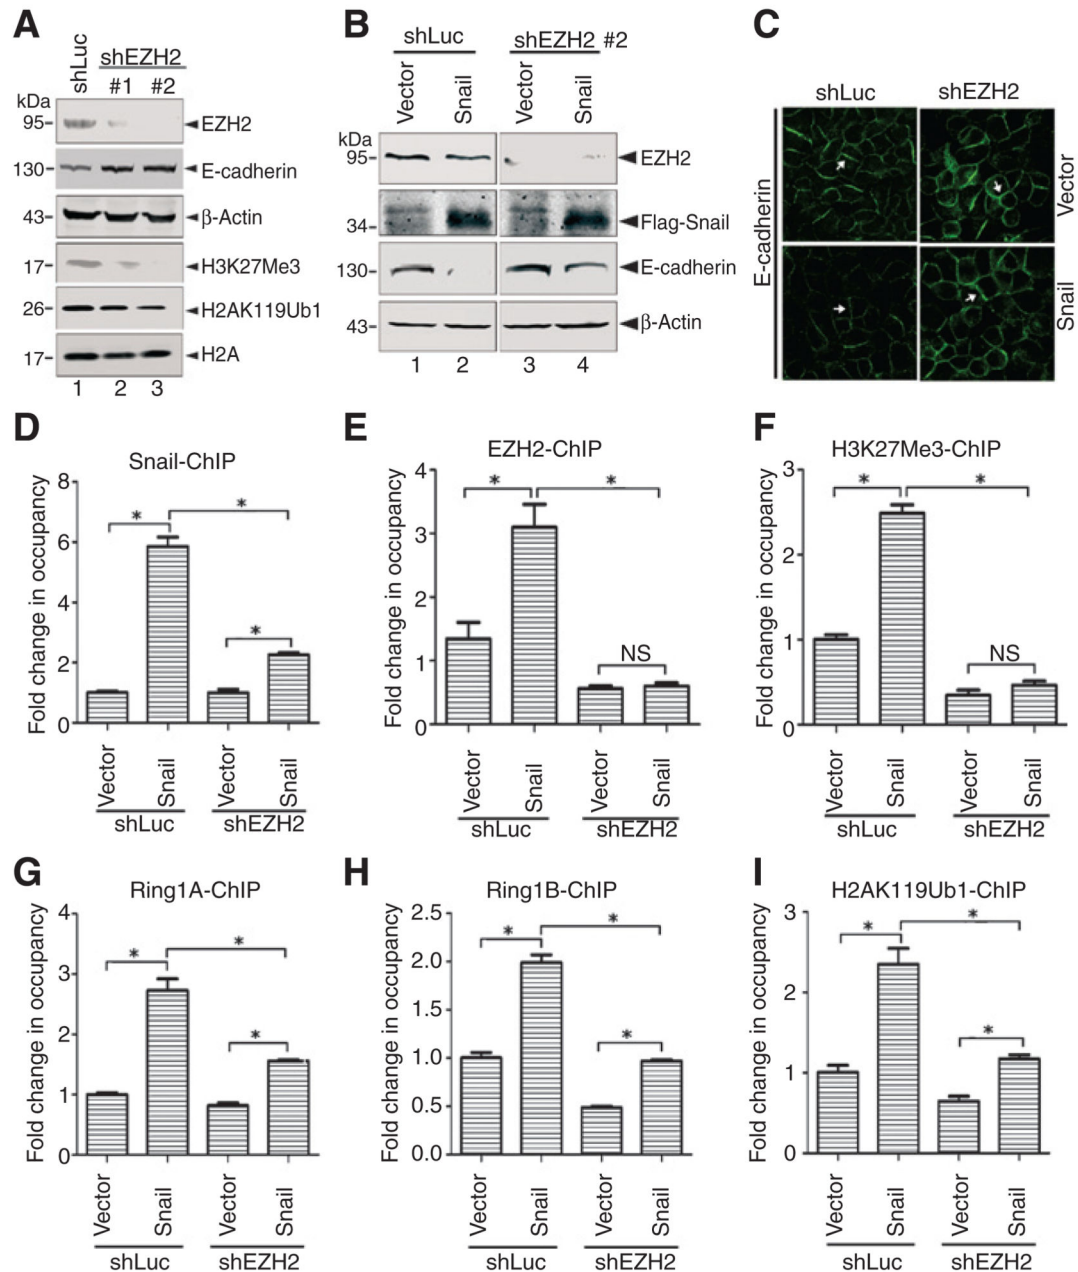 A
shLuc
shEZH2
#1 #2
kDa
95 EZH2
130 E-cadherin
43 β-Actin
17 H3K27Me3
26 H2AK119Ub1
17 H2A
1 2 3
B
shLuc shEZH2 #2
Vector Snail Vector Snail
kDa
95 EZH2
34 Flag-Snail
130 E-cadherin
43 β-Actin
1 2 3 4
C
shLuc shEZH2
E-cadherin
Vector
Snail
D
Snail-ChIP
Fold change in occupancy
8
6
4
2
0
* * *
Vector Snail Vector Snail
shLuc shEZH2
E
EZH2-ChIP
Fold change in occupancy
4
3
2
1
0
* * NS
Vector Snail Vector Snail
shLuc shEZH2
F
H3K27Me3-ChIP
Fold change in occupancy
3
2
1
0
* * NS
Vector Snail Vector Snail
shLuc shEZH2
G
Ring1A-ChIP
Fold change in occupancy
4
3
2
1
0
* * *
Vector Snail Vector Snail
shLuc shEZH2
H
Ring1B-ChIP
Fold change in occupancy
2.5
2.0
1.5
1.0
0.5
0.0
* * *
Vector Snail Vector Snail
shLuc shEZH2
I
H2AK119Ub1-ChIP
Fold change in occupancy
3
2
1
0
* * *
Vector Snail Vector Snail
shLuc shEZH2